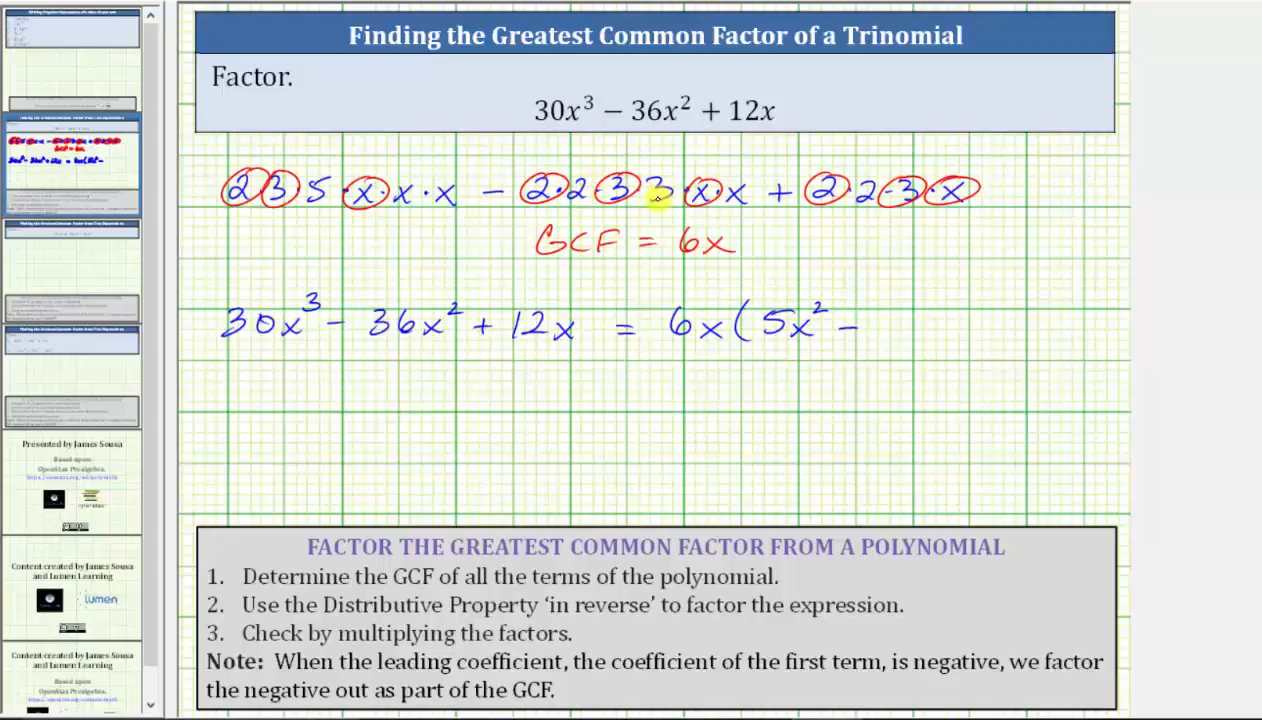 Finding the Greatest Common Factor of a Trinomial
Factor.
30x³ − 36x² + 12x
2·3·5·x·x·x − 2·2·3 3·x·x + 2·2·3·x
GCF = 6x
30x³ − 36x² + 12x = 6x(5x² −
FACTOR THE GREATEST COMMON FACTOR FROM A POLYNOMIAL
1. Determine the GCF of all the terms of the polynomial.
2. Use the Distributive Property ‘in reverse’ to factor the expression.
3. Check by multiplying the factors.
Note: When the leading coefficient, the coefficient of the first term, is negative, we factor
the negative out as part of the GCF.
Presented by James Sousa
Based upon
OpenStax Prealgebra.
Content created by James Sousa
and Lumen Learning
lumen
Content created by James Sousa
and Lumen Learning